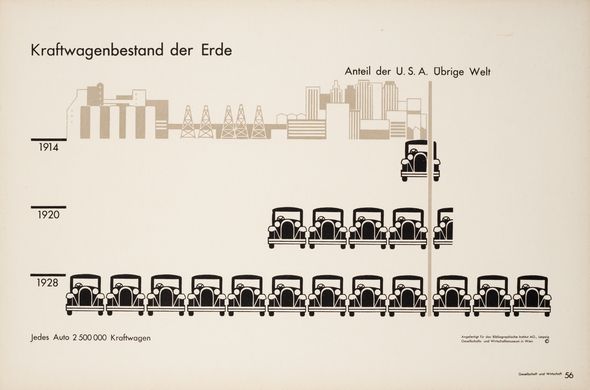 Kraftwagenbestand der Erde
Anteil der U. S. A. Übrige Welt
1914
1920
1928
Jedes Auto 2 500 000 Kraftwagen
Angefertigt für das Bibliographische Institut AG., Leipzig
Gesellschafts- und Wirtschaftsmuseum in Wien ©
Gesellschaft und Wirtschaft 56